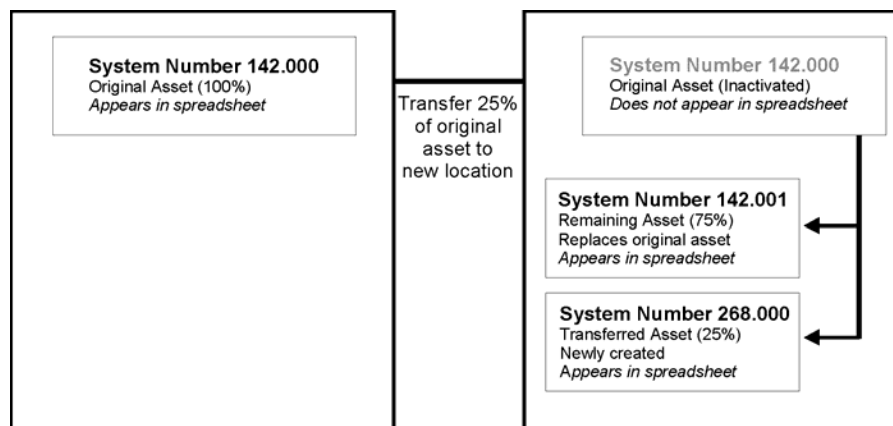 System Number 142.000
Original Asset (100%)
Appears in spreadsheet
Transfer 25%
of original
asset to
new location
System Number 142.000
Original Asset (Inactivated)
Does not appear in spreadsheet
System Number 142.001
Remaining Asset (75%)
Replaces original asset
Appears in spreadsheet
System Number 268.000
Transferred Asset (25%)
Newly created
Appears in spreadsheet